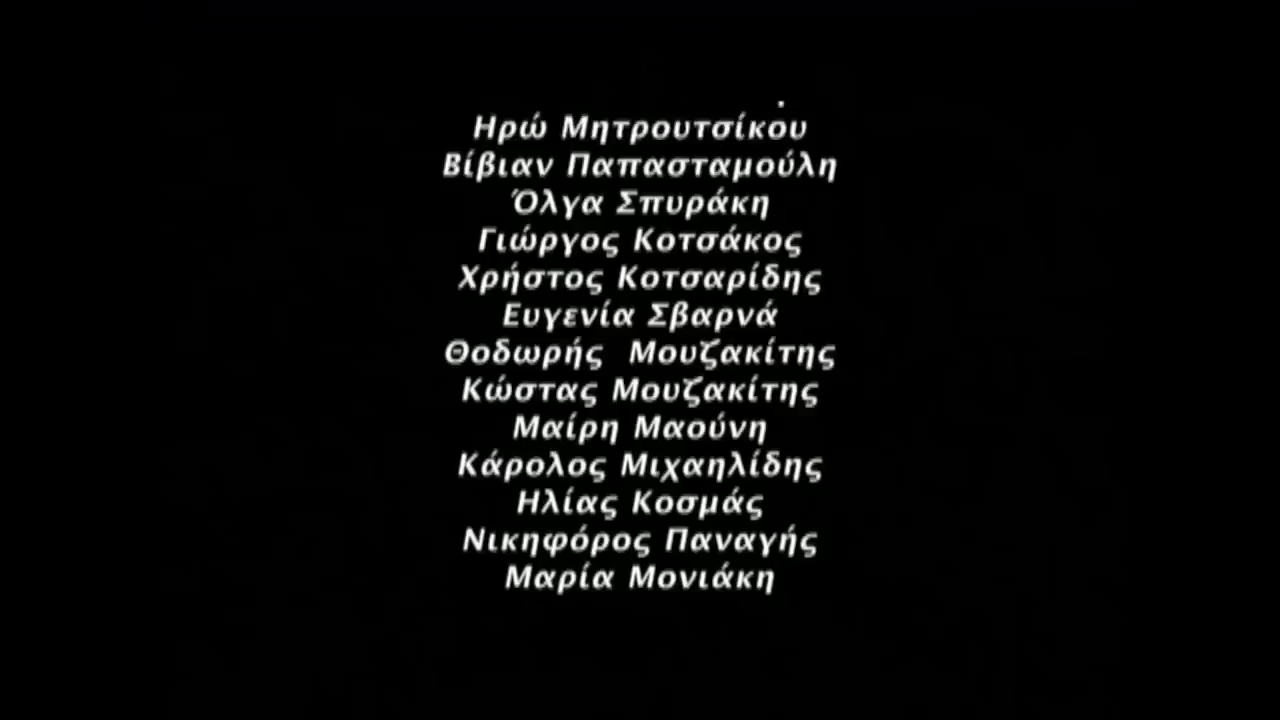 Ηρώ Μητρουτσίκου
Βίβιαν Παπασταμούλη
Όλγα Σπυράκη
Γιώργος Κοτσάκος
Χρήστος Κοτσαρίδης
Ευγενία Σβαρνά
Θοδωρής Μουζακίτης
Κώστας Μουζακίτης
Μαίρη Μαούνη
Κάρολος Μιχαηλίδης
Ηλίας Κοσμάς
Νικηφόρος Παναγής
Μαρία Μονιάκη